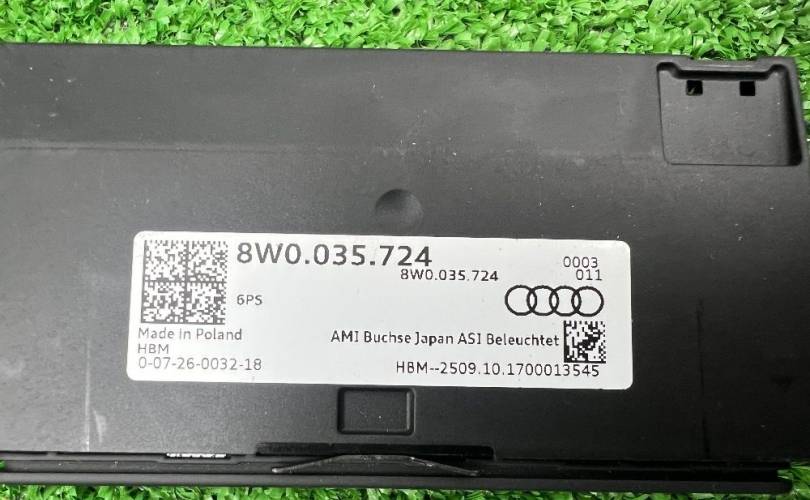 8W0.035.724
8W0.035.724
0003
011
6PS
Made in Poland
HBM
0-07-26-0032-18
AMI Buchse Japan ASI Beleuchtet
HBM--2509.10.1700013545